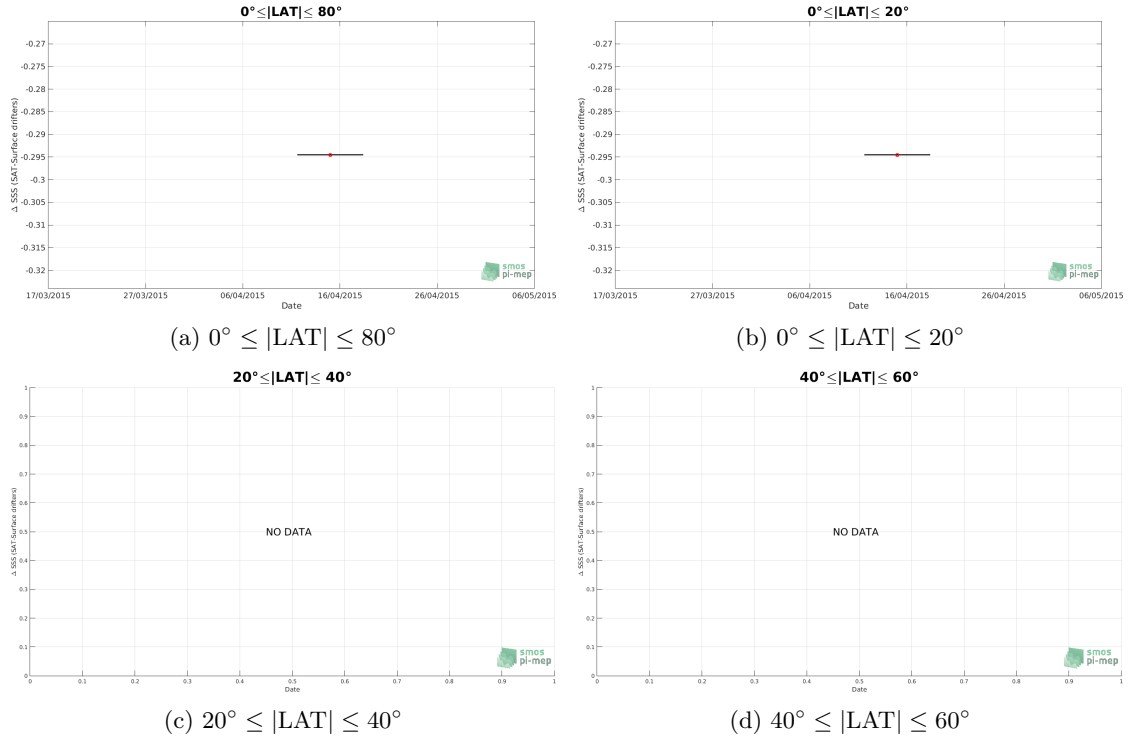 0°≤|LAT|≤ 80°
Δ SSS (SAT-Surface drifters)
-0.27
-0.275
-0.28
-0.285
-0.29
-0.295
-0.3
-0.305
-0.31
-0.315
-0.32
17/03/2015 27/03/2015 06/04/2015 16/04/2015 26/04/2015 06/05/2015
Date
smos
pi-mep
(a) 0° ≤ |LAT| ≤ 80°
0°≤|LAT|≤ 20°
Δ SSS (SAT-Surface drifters)
-0.27
-0.275
-0.28
-0.285
-0.29
-0.295
-0.3
-0.305
-0.31
-0.315
-0.32
17/03/2015 27/03/2015 06/04/2015 16/04/2015 26/04/2015 06/05/2015
Date
smos
pi-mep
(b) 0° ≤ |LAT| ≤ 20°
20°≤|LAT|≤ 40°
Δ SSS (SAT-Surface drifters)
1
0.9
0.8
0.7
0.6
0.5
0.4
0.3
0.2
0.1
0
NO DATA
0 0.1 0.2 0.3 0.4 0.5 0.6 0.7 0.8 0.9 1
Date
smos
pi-mep
(c) 20° ≤ |LAT| ≤ 40°
40°≤|LAT|≤ 60°
Δ SSS (SAT-Surface drifters)
1
0.9
0.8
0.7
0.6
0.5
0.4
0.3
0.2
0.1
0
NO DATA
0 0.1 0.2 0.3 0.4 0.5 0.6 0.7 0.8 0.9 1
Date
smos
pi-mep
(d) 40° ≤ |LAT| ≤ 60°